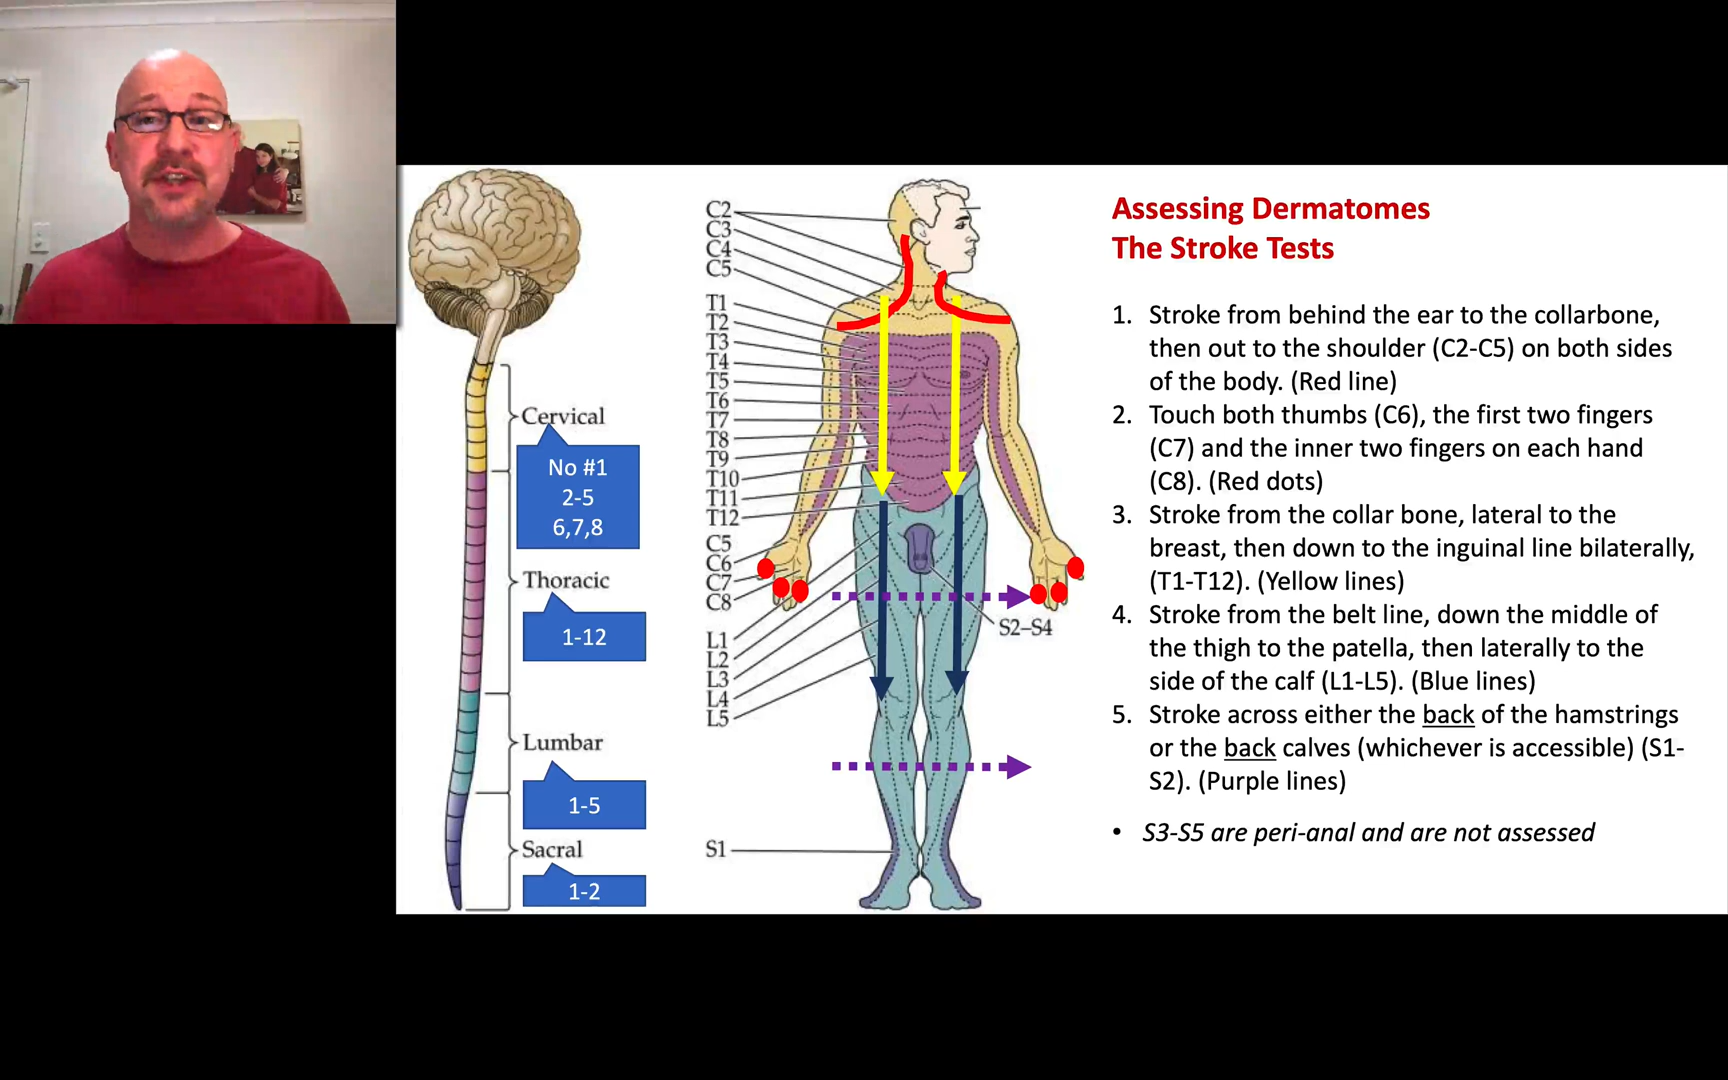 Assessing Dermatomes
The Stroke Tests
1. Stroke from behind the ear to the collarbone,
then out to the shoulder (C2-C5) on both sides
of the body. (Red line)
2. Touch both thumbs (C6), the first two fingers
(C7) and the inner two fingers on each hand
(C8). (Red dots)
3. Stroke from the collar bone, lateral to the
breast, then down to the inguinal line bilaterally,
(T1-T12). (Yellow lines)
4. Stroke from the belt line, down the middle of
the thigh to the patella, then laterally to the
side of the calf (L1-L5). (Blue lines)
5. Stroke across either the back of the hamstrings
or the back calves (whichever is accessible) (S1-
S2). (Purple lines)
• S3-S5 are peri-anal and are not assessed
Cervical
No #1
2-5
6,7,8
Thoracic
1-12
Lumbar
1-5
Sacral
1-2
C2
C3
C4
C5
T1
T2
T3
T4
T5
T6
T7
T8
T9
T10
T11
T12
C5
C6
C7
C8
L1
L2
L3
L4
L5
S1
S2–S4